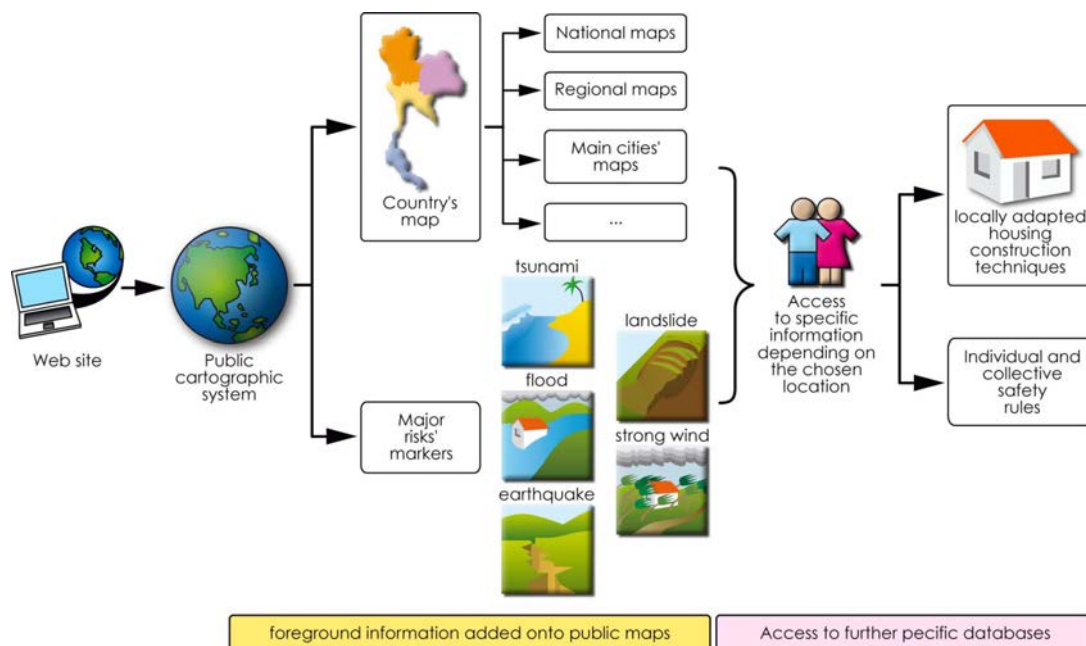 National maps
Regional maps
Main cities'
maps
...
Country's
map
Web site
Public
cartographic
system
Major
risks'
markers
tsunami
landslide
flood
strong wind
earthquake
Access
to specific
information
depending on
the chosen
location
locally adapted
housing
construction
techniques
Individual and
collective
safety
rules
foreground information added onto public maps
Access to further pecific databases